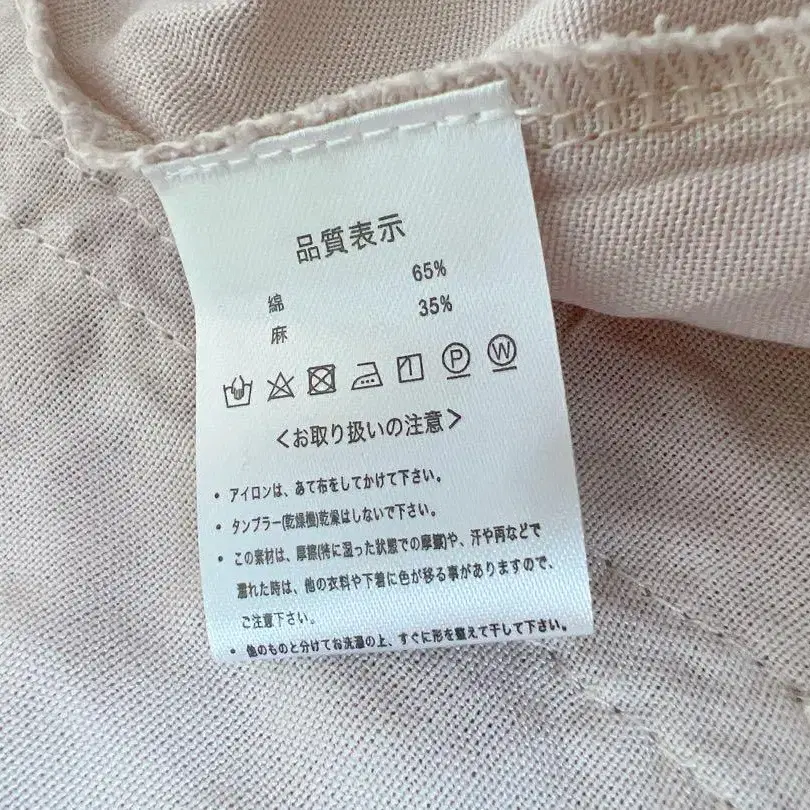 品質表示
綿 65%
麻 35%
P W
<お取り扱いの注意>
• アイロンは、あて布をしてかけて下さい。
• タンブラー(乾燥機)乾燥はしないで下さい。
• この素材は、摩擦(特に湿った状態での摩擦)や、汗や雨などで
濡れた時は、他の衣料や下着に色が移る事がありますので、
ご注意下さい。
• 他のものと分けてお洗濯の上、すぐに形を整えて干して下さい。